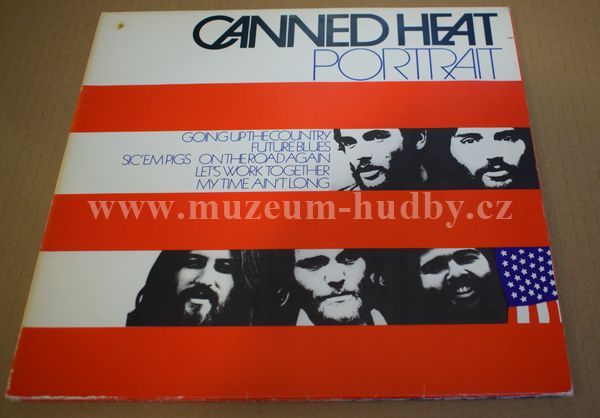 CANNED HEAT
PORTRAIT
GOING UP THE COUNTRY
FUTURE BLUES
SIC'EM PIGS ON THE ROAD AGAIN
LET'S WORK TOGETHER
MY TIME AIN'T LONG
www.muzeum-hudby.cz